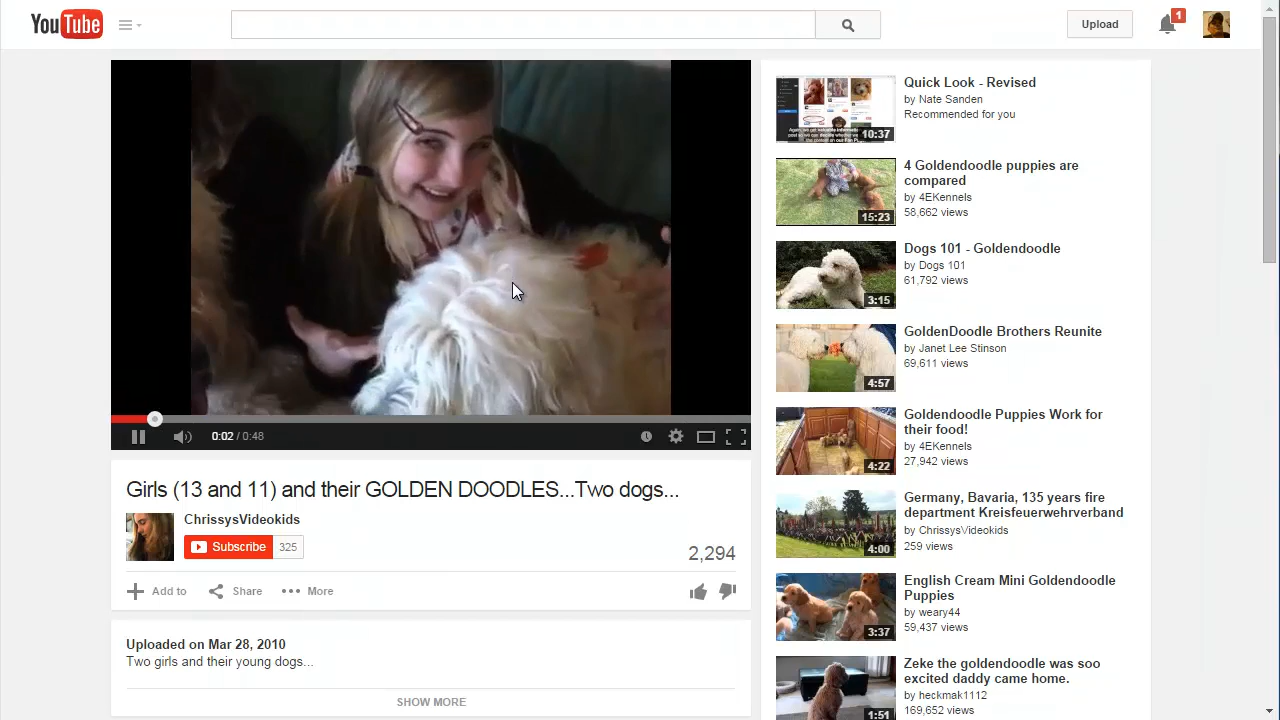 YouTube
Upload
1
0:02 / 0:48
Girls (13 and 11) and their GOLDEN DOODLES...Two dogs...
ChrissysVideokids
Subscribe 325
2,294
Add to Share More
Uploaded on Mar 28, 2010
Two girls and their young dogs...
SHOW MORE
10:37
Quick Look - Revised
by Nate Sanden
Recommended for you
15:23
4 Goldendoodle puppies are
compared
by 4EKennels
58,662 views
3:15
Dogs 101 - Goldendoodle
by Dogs 101
61,792 views
4:57
GoldenDoodle Brothers Reunite
by Janet Lee Stinson
69,611 views
4:22
Goldendoodle Puppies Work for
their food!
by 4EKennels
27,942 views
4:00
Germany, Bavaria, 135 years fire
department Kreisfeuerwehrverband
by ChrissysVideokids
259 views
3:37
English Cream Mini Goldendoodle
Puppies
by weary44
59,437 views
1:51
Zeke the goldendoodle was soo
excited daddy came home.
by heckmak1112
169,652 views